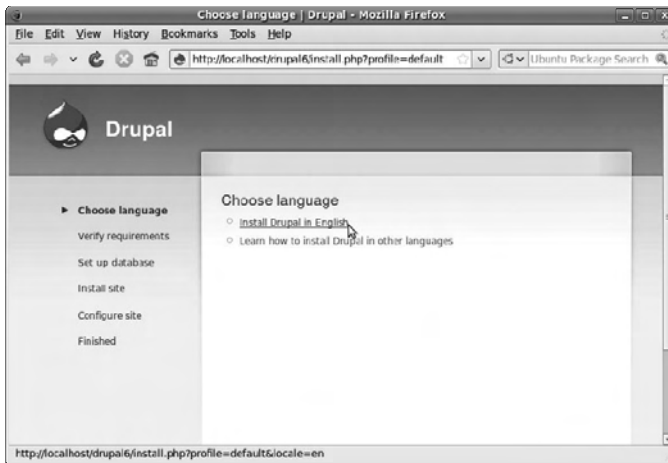 Choose language | Drupal - Mozilla Firefox
File Edit View History Bookmarks Tools Help
http://localhost/drupal6/install.php?profile=default
Ubuntu Package Search
Drupal
Choose language
Verify requirements
Set up database
Install site
Configure site
Finished
Choose language
Install Drupal in English
Learn how to install Drupal in other languages
http://localhost/drupal6/install.php?profile=default&locale=en